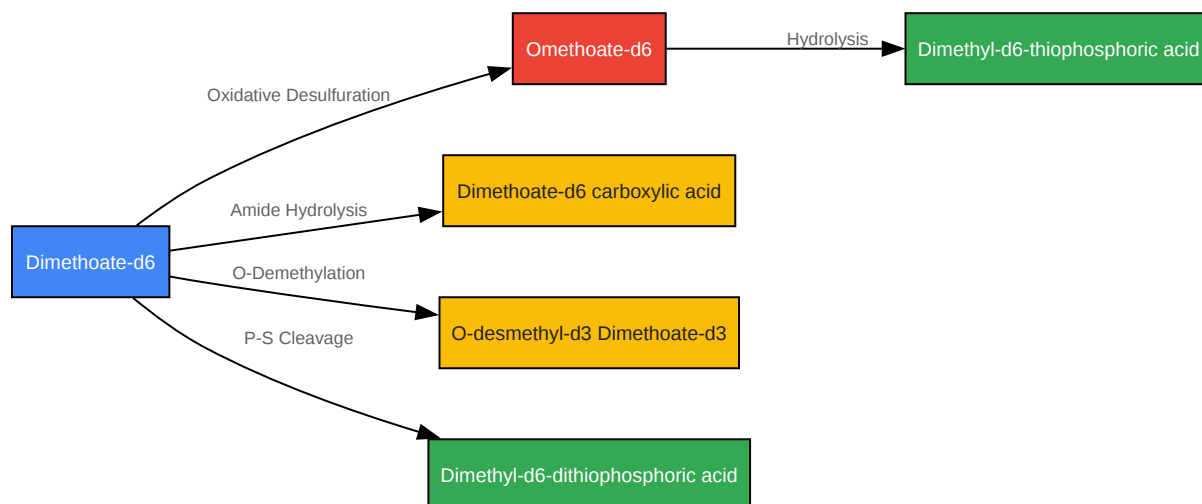 Omethoate-d6
Hydrolysis
Dimethyl-d6-thiophosphoric acid
Oxidative Desulfuration
Dimethoate-d6 carboxylic acid
Amide Hydrolysis
Dimethoate-d6
O-Demethylation
O-desmethyl-d3 Dimethoate-d3
P-S Cleavage
Dimethyl-d6-dithiophosphoric acid